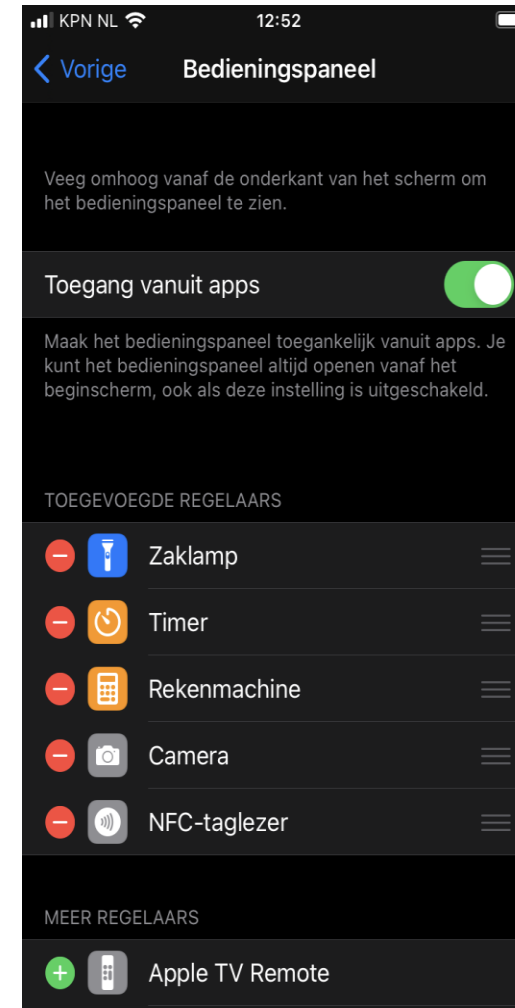 KPN NL
12:52
Vorige
Bedieningspaneel
Veeg omhoog vanaf de onderkant van het scherm om
het bedieningspaneel te zien.
Toegang vanuit apps
Maak het bedieningspaneel toegankelijk vanuit apps. Je
kunt het bedieningspaneel altijd openen vanaf het
beginscherm, ook als deze instelling is uitgeschakeld.
TOEGEVOEGDE REGELAARS
Zaklamp
Timer
Rekenmachine
Camera
NFC-taglezer
MEER REGELAARS
Apple TV Remote